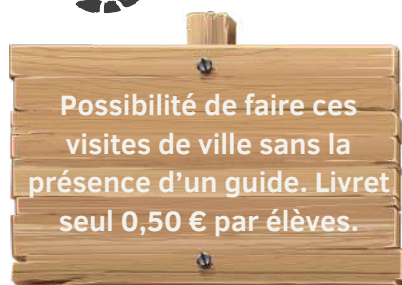 Possibilité de faire ces
visites de ville sans la
présence d'un guide. Livret
seul 0,50 € par élèves.